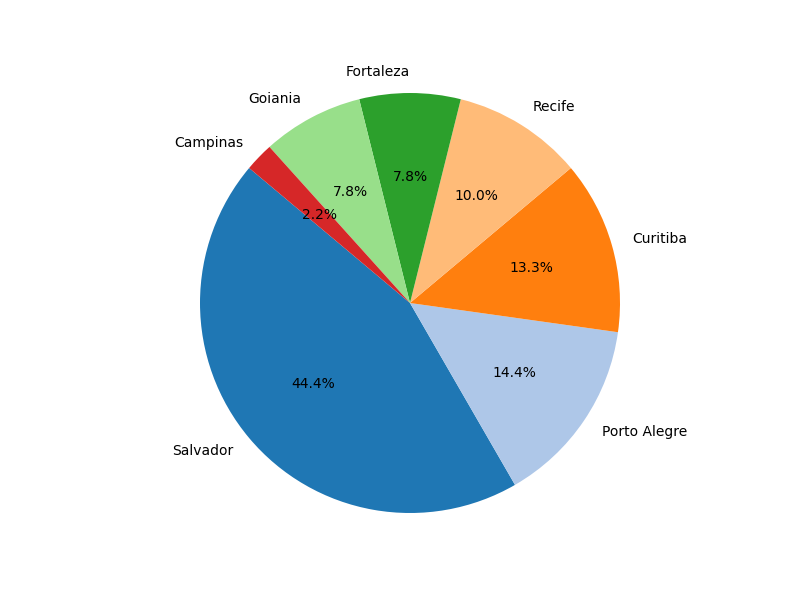 Fortaleza
Goiania
Recife
Campinas
7.8%
7.8%
10.0%
2.2%
Curitiba
13.3%
14.4%
44.4%
Porto Alegre
Salvador